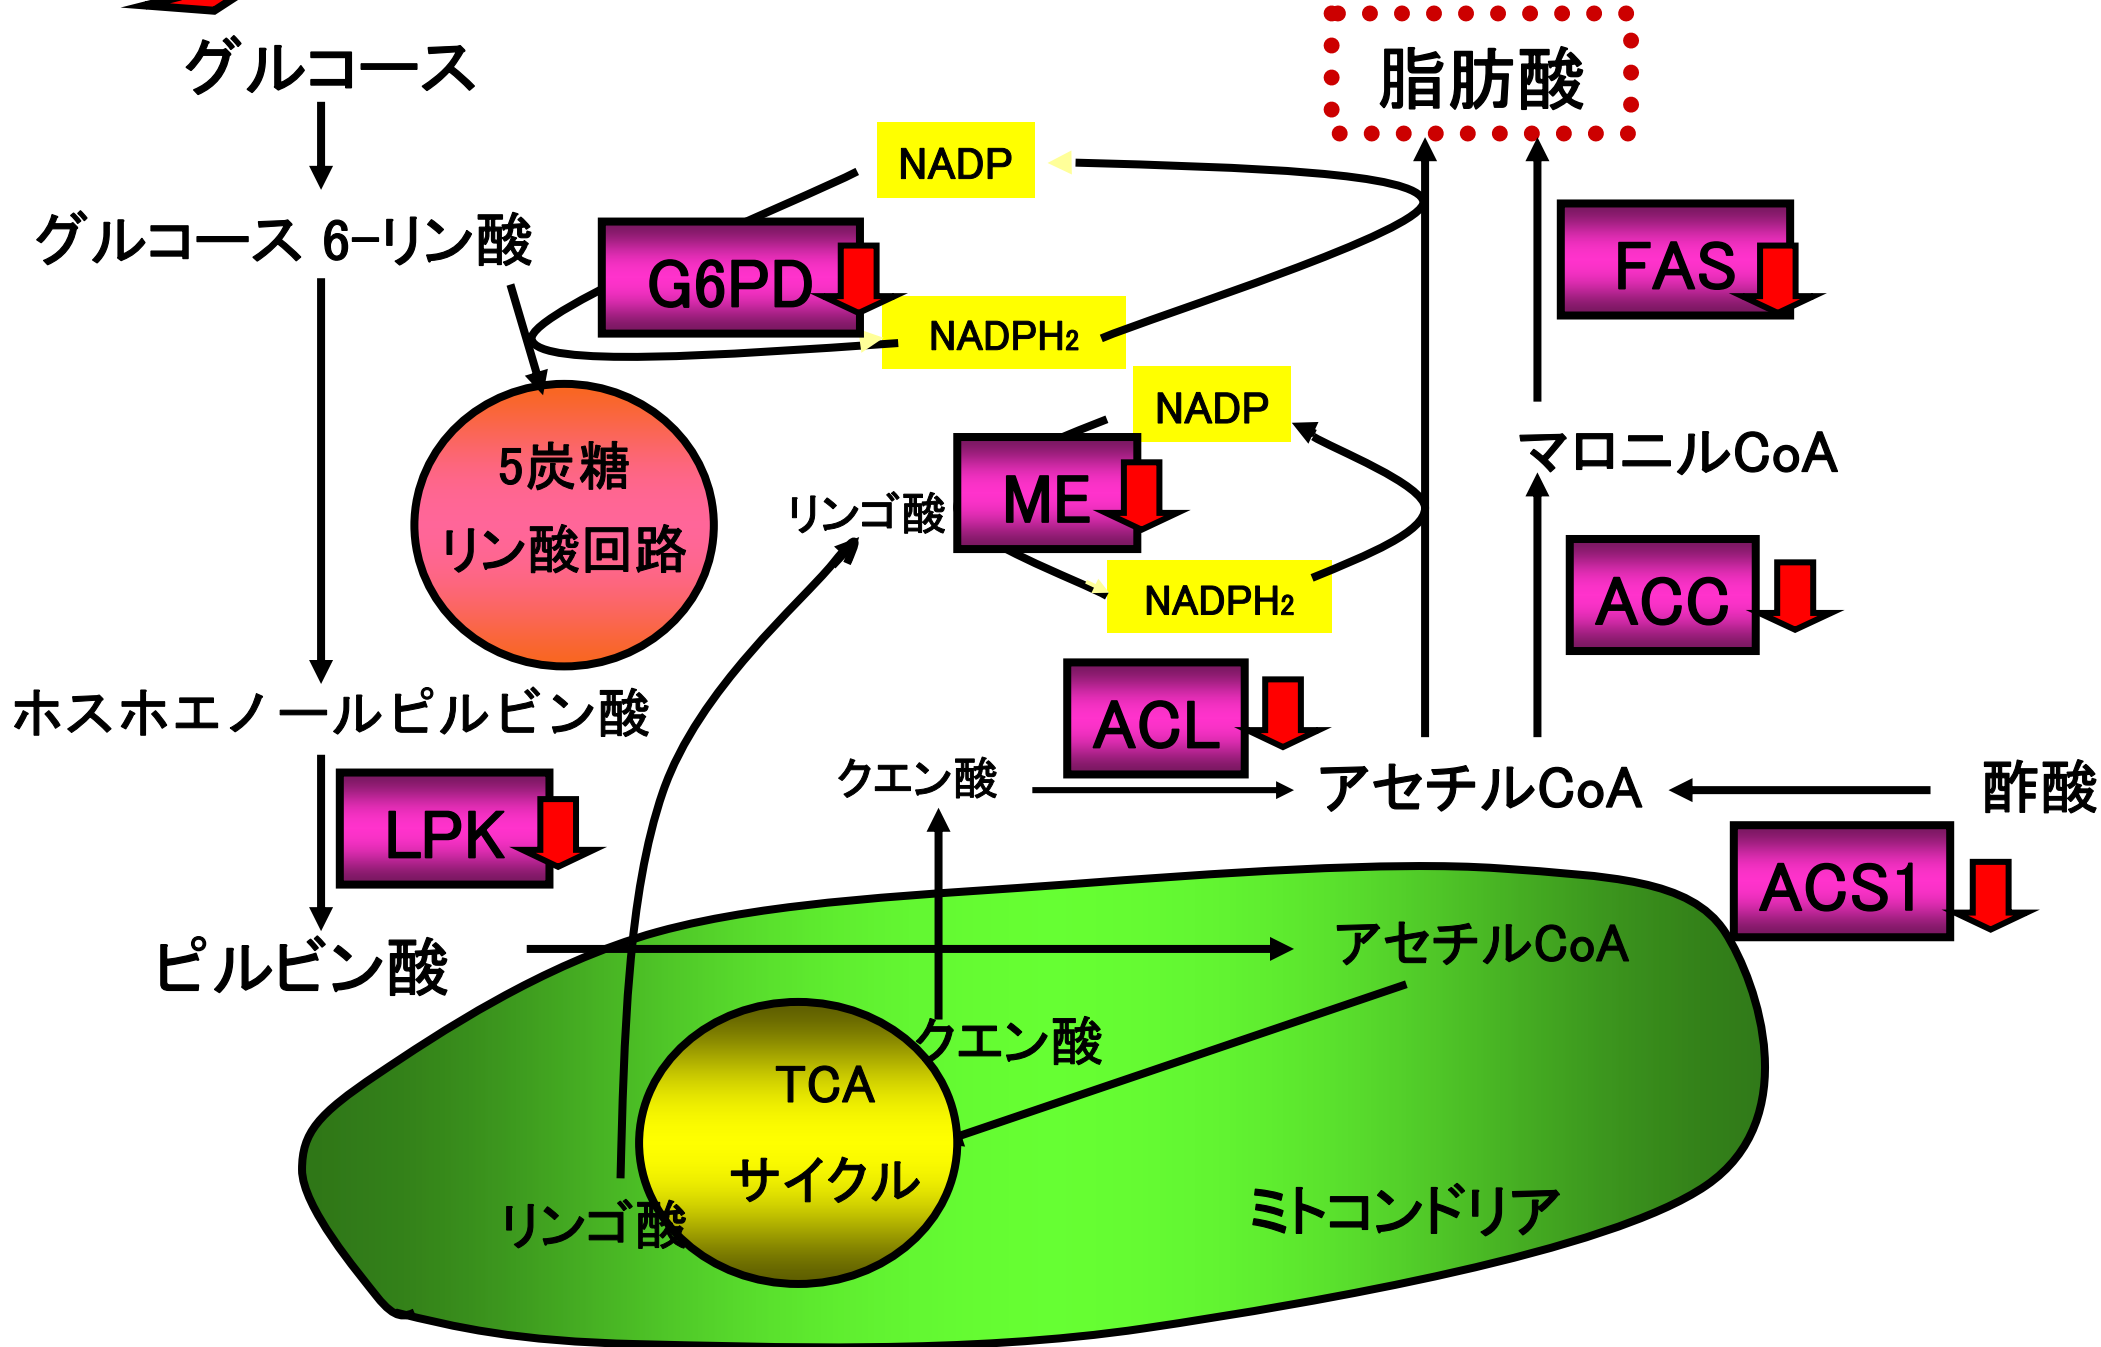 グルコース
脂肪酸
NADP
グルコース 6-リン酸
G6PD
FAS
NADPH₂
NADP
5炭糖
リン酸回路
マロニルCoA
リンゴ酸
ME
NADPH₂
ACC
ホスホエノールピルビン酸
ACL
クエン酸
アセチルCoA
酢酸
LPK
ACS1
ピルビン酸
アセチルCoA
クエン酸
TCA
サイクル
リンゴ酸
ミトコンドリア